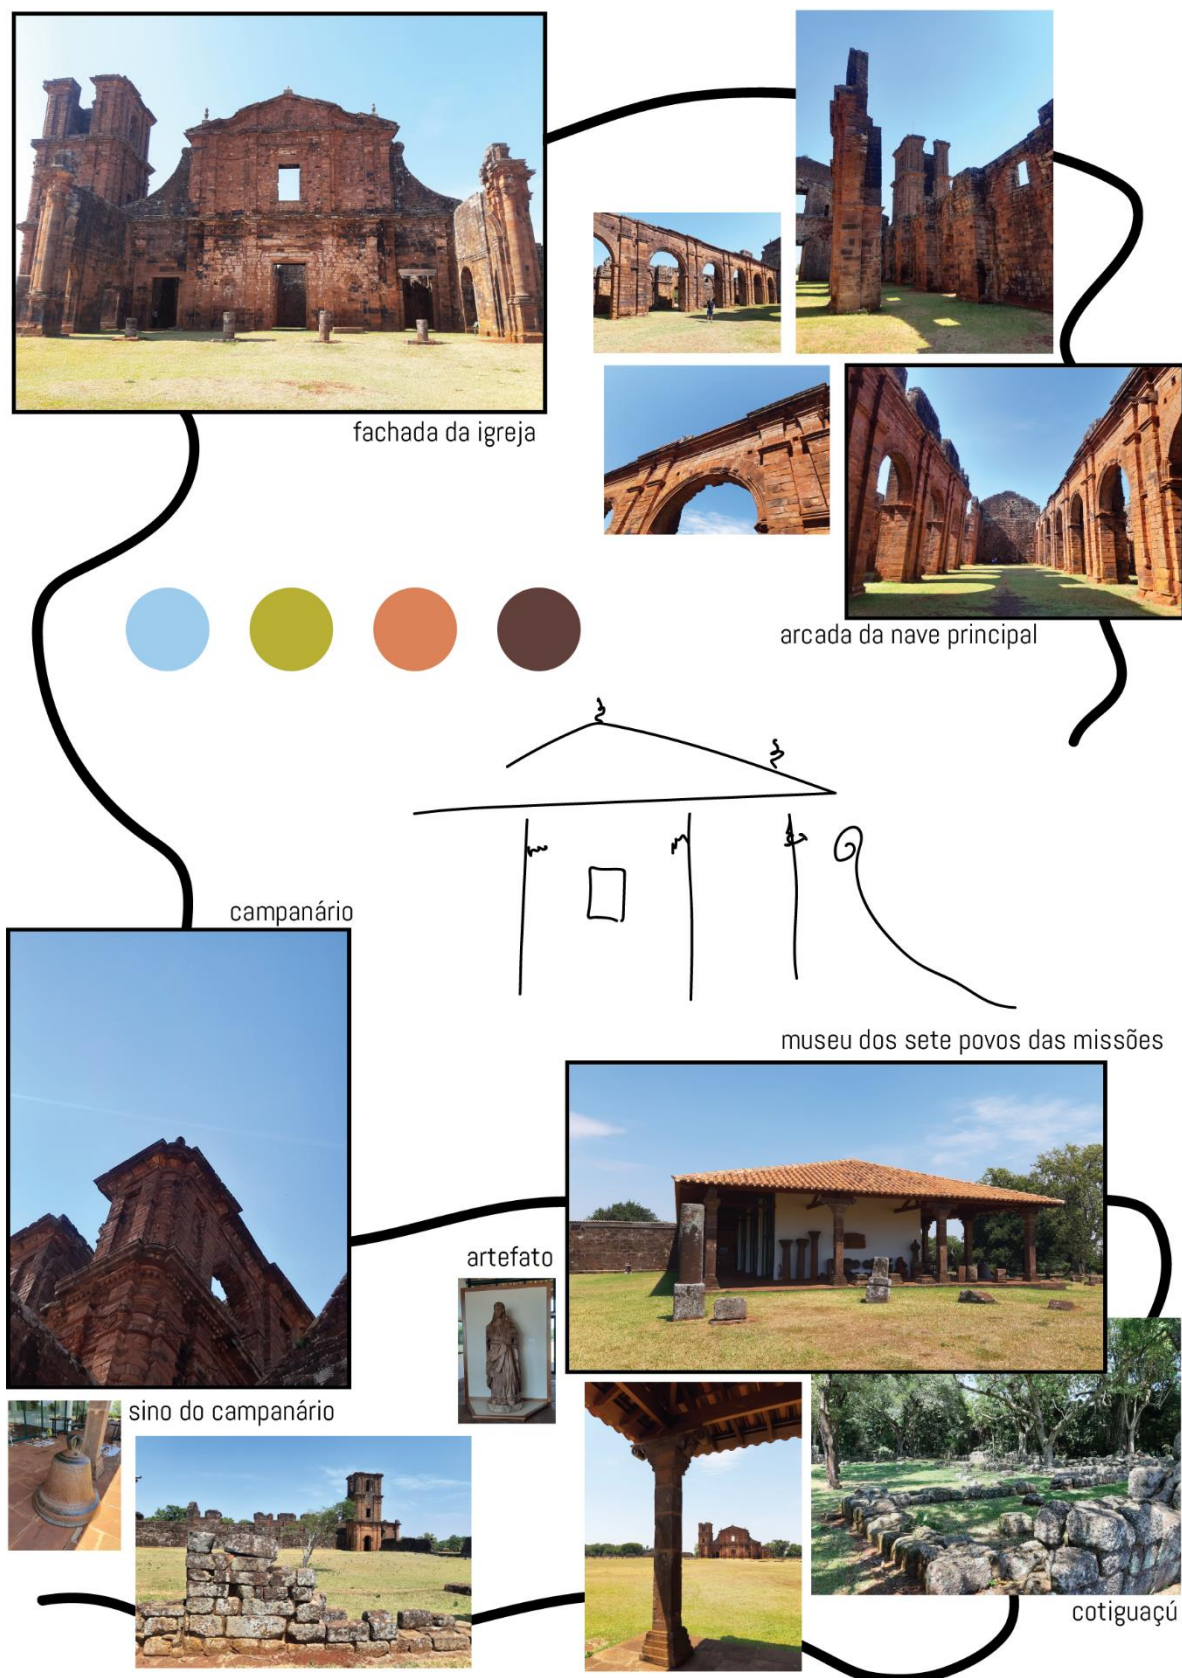 fachada da igreja
arcada da nave principal
campanário
museu dos sete povos das missões
artefato
sino do campanário
cotiguaçú